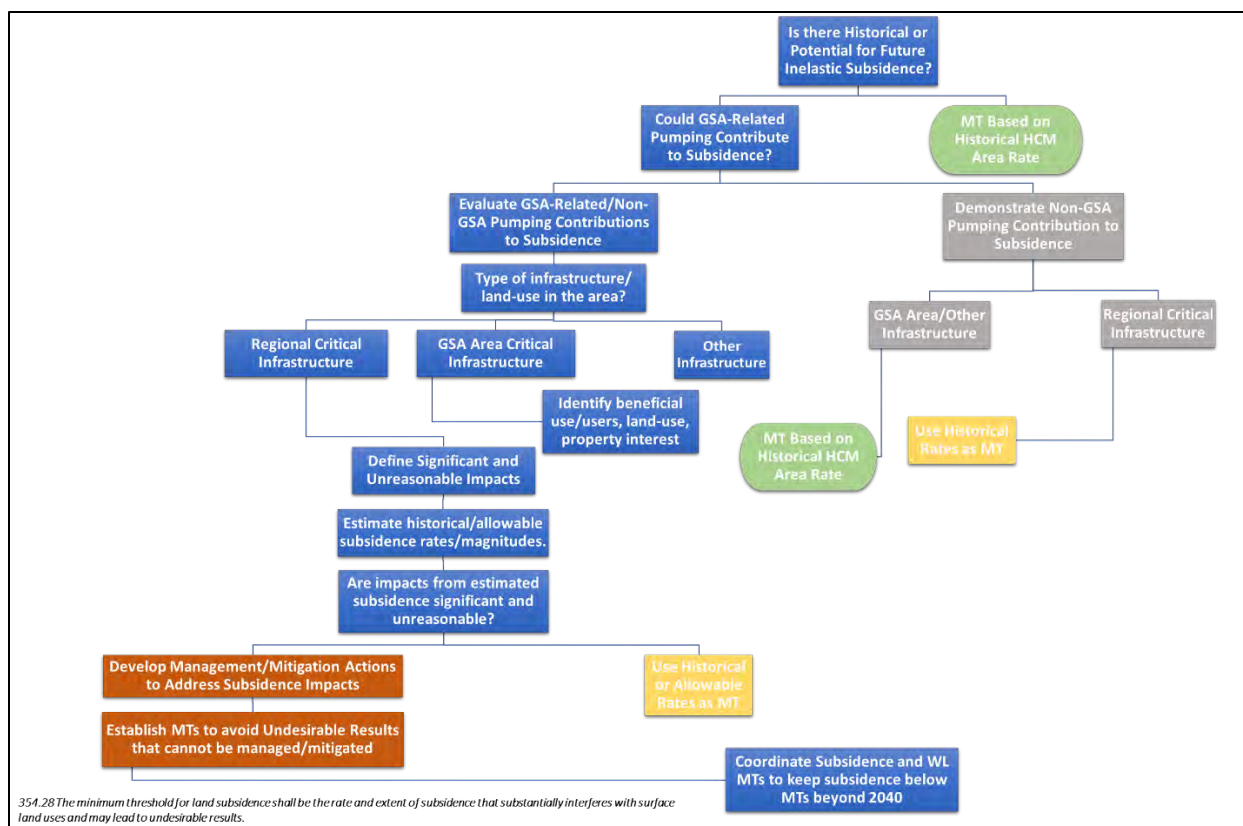 Is there Historical or
Potential for Future
Inelastic Subsidence?
Could GSA-Related
Pumping Contribute
to Subsidence?
MT Based on
Historical HCM
Area Rate
Evaluate GSA-Related/Non-
GSA Pumping Contributions
to Subsidence
Demonstrate Non-GSA
Pumping Contribution to
Subsidence
Type of infrastructure/
land-use in the area?
Regional Critical
Infrastructure
GSA Area Critical
Infrastructure
Other
Infrastructure
GSA Area/Other
Infrastructure
Regional Critical
Infrastructure
Identify beneficial
use/users, land-use,
property interest
MT Based on
Historical HCM
Area Rate
Use Historical
Rates as MT
Define Significant and
Unreasonable Impacts
Estimate historical/allowable
subsidence rates/magnitudes.
Are impacts from estimated
subsidence significant and
unreasonable?
Develop Management/Mitigation Actions
to Address Subsidence Impacts
Use Historical
or Allowable
Rates as MT
Establish MTs to avoid Undesirable Results
that cannot be managed/mitigated
Coordinate Subsidence and WL
MTs to keep subsidence below
MTs beyond 2040
354.28 The minimum threshold for land subsidence shall be the rate and extent of subsidence that substantially interferes with surface
land uses and may lead to undesirable results.